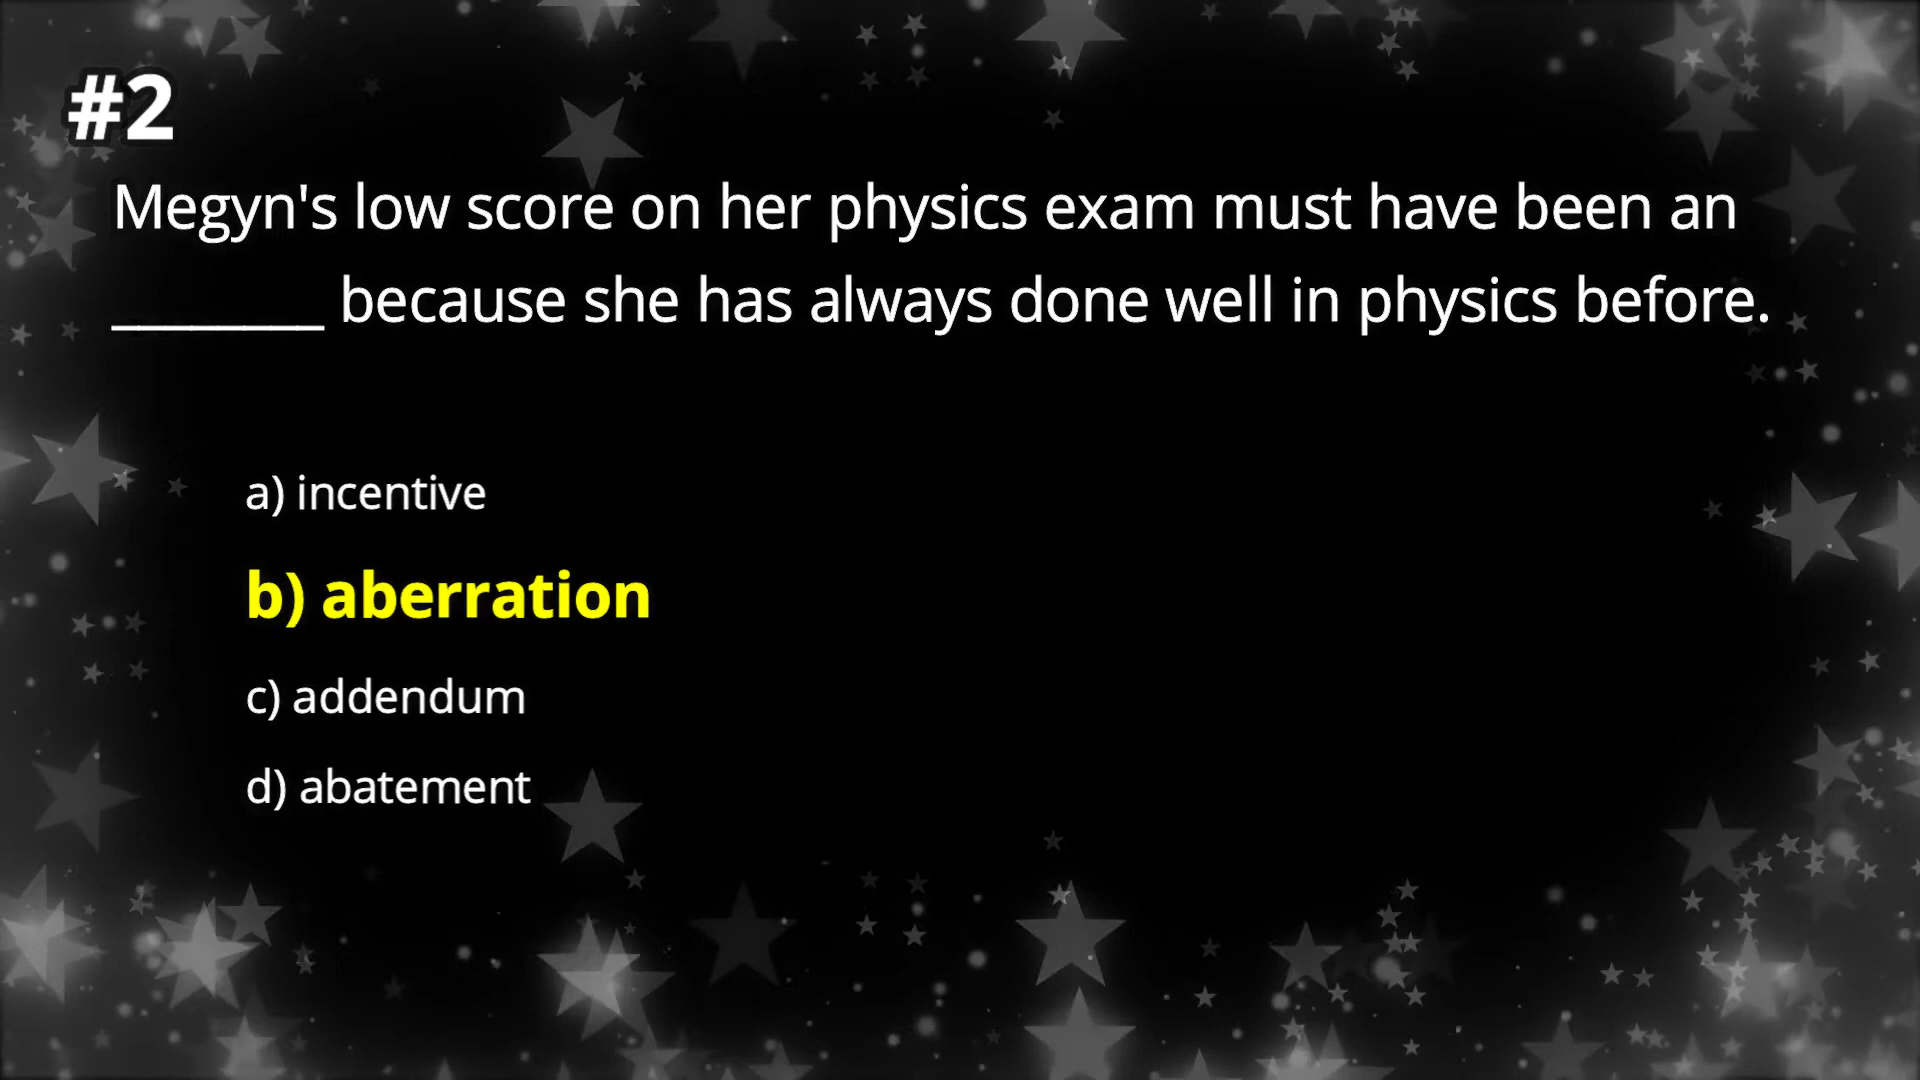 #2
Megyn's low score on her physics exam must have been an
________ because she has always done well in physics before.
a) incentive
b) aberration
c) addendum
d) abatement